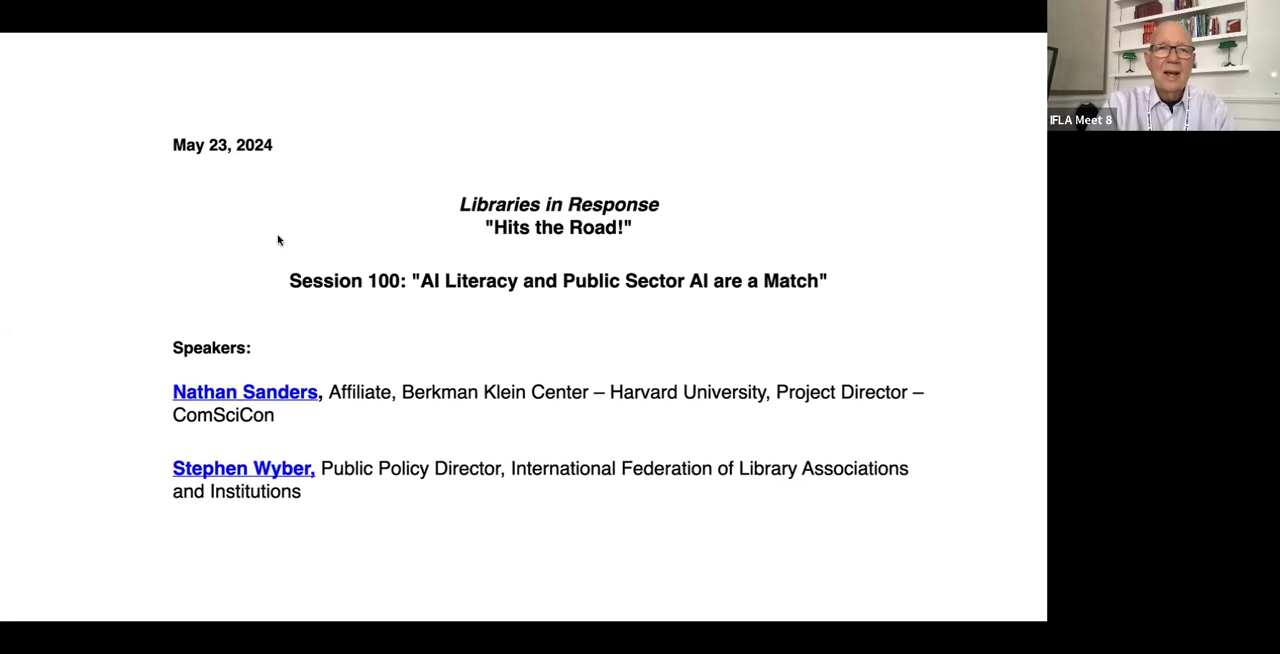 May 23, 2024
Libraries in Response
"Hits the Road!"
Session 100: "AI Literacy and Public Sector AI are a Match"
Speakers:
Nathan Sanders, Affiliate, Berkman Klein Center – Harvard University, Project Director –
ComSciCon
Stephen Wyber, Public Policy Director, International Federation of Library Associations
and Institutions
IFLA Meet 8